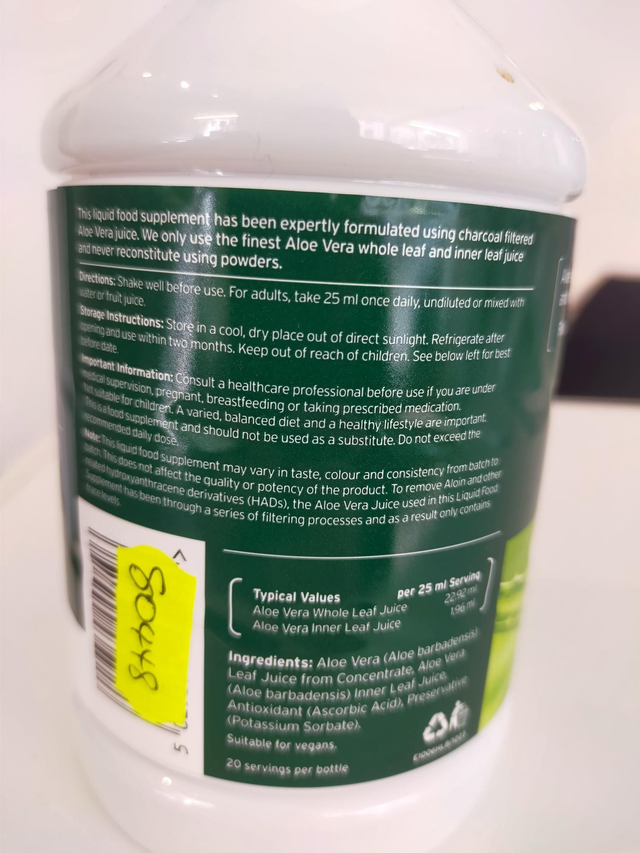 This liquid food supplement has been expertly formulated using charcoal filtered
Aloe Vera juice. We only use the finest Aloe Vera whole leaf and inner leaf juice
and never reconstitute using powders.
Directions: Shake well before use. For adults, take 25 ml once daily, undiluted or mixed with
water or fruit juice.
Storage Instructions: Store in a cool, dry place out of direct sunlight. Refrigerate after
opening and use within two months. Keep out of reach of children. See below left for best
before date.
Important Information: Consult a healthcare professional before use if you are under
medical supervision, pregnant, breastfeeding or taking prescribed medication.
Not suitable for children. A varied, balanced diet and a healthy lifestyle are important.
This is a food supplement and should not be used as a substitute. Do not exceed the
recommended daily dose.
Note: This liquid food supplement may vary in taste, colour and consistency from batch to
batch. This does not affect the quality or potency of the product. To remove Aloin and other
related hydroxyanthracene derivatives (HADs), the Aloe Vera Juice used in this Liquid Food
Supplement has been through a series of filtering processes and as a result only contains
trace levels.
Typical Values per 25 ml Serving
Aloe Vera Whole Leaf Juice 22.92 ml
Aloe Vera Inner Leaf Juice 1.96 ml
Ingredients: Aloe Vera (Aloe barbadensis)
Leaf Juice from Concentrate, Aloe Vera
(Aloe barbadensis) Inner Leaf Juice,
Antioxidant (Ascorbic Acid), Preservative
(Potassium Sorbate).
Suitable for vegans.
20 servings per bottle
80448
5